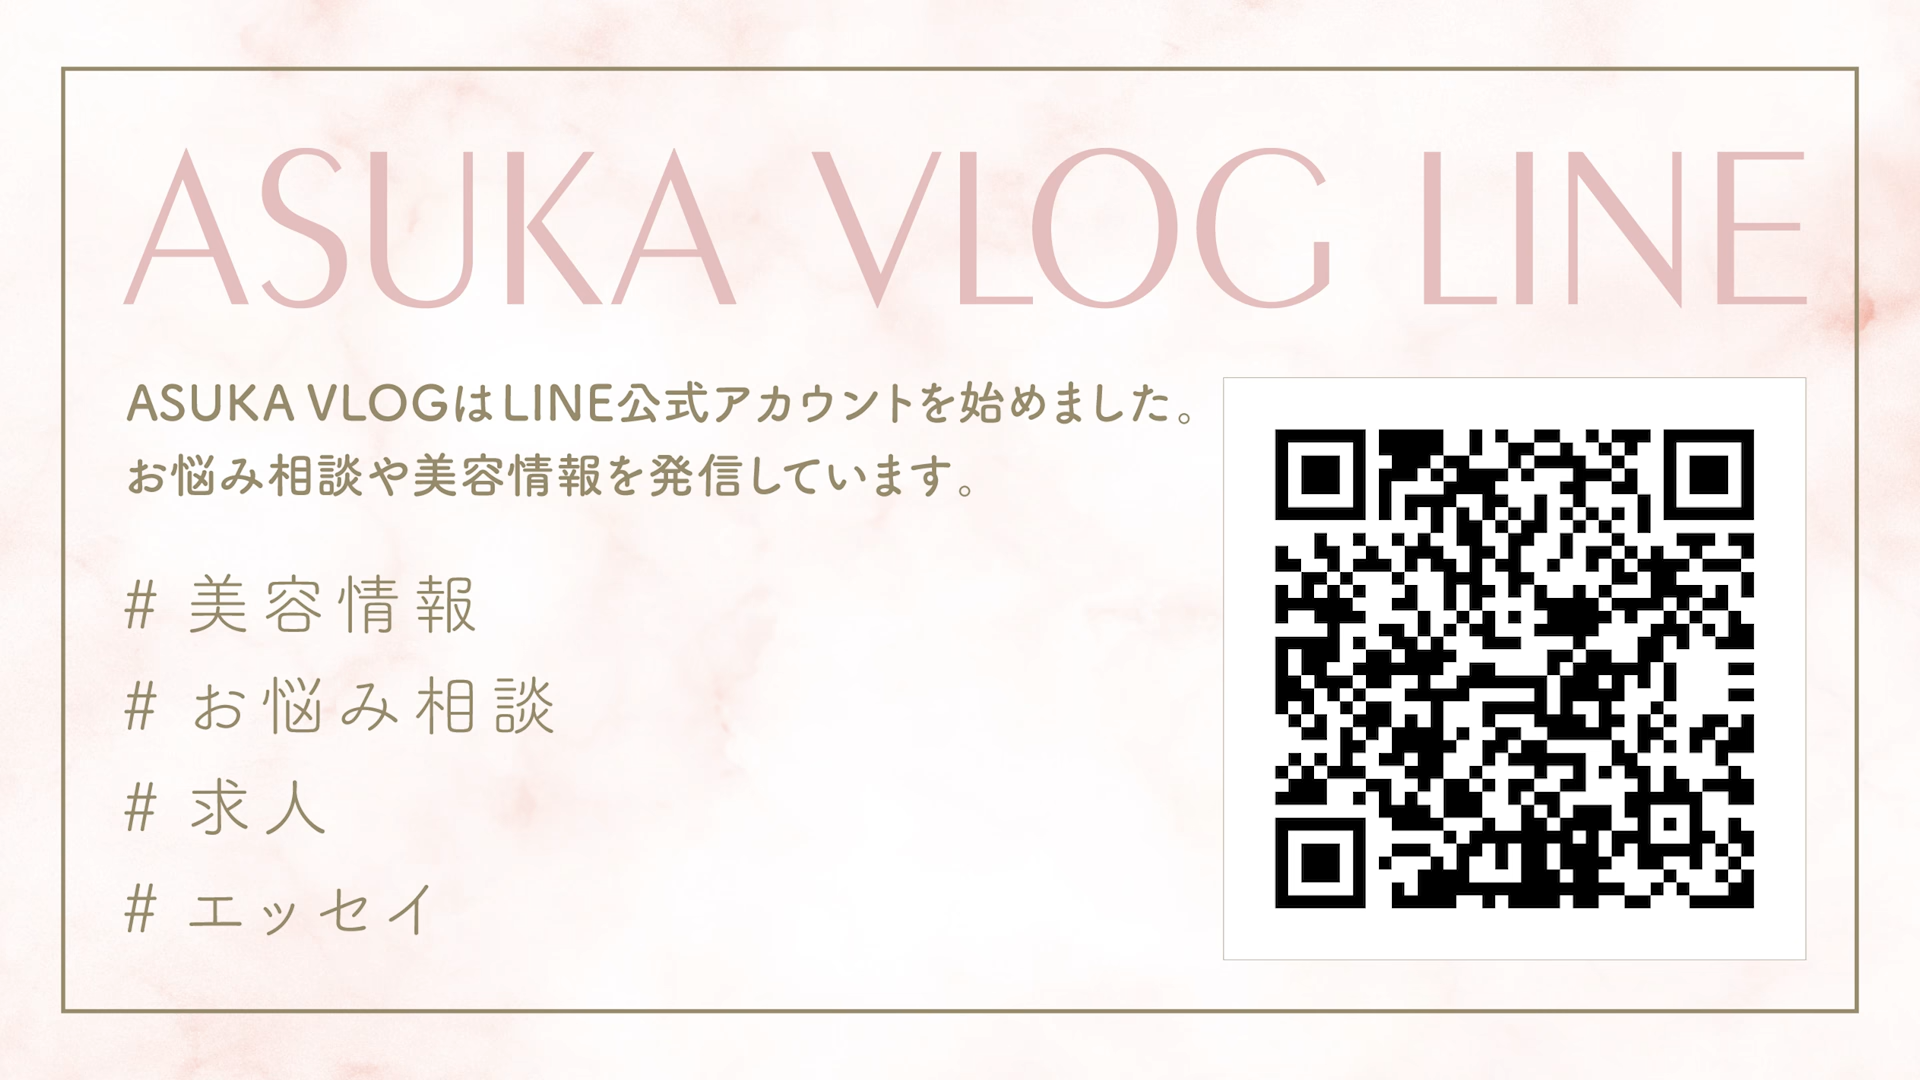 ASUKA VLOG LINE
ASUKA VLOGはLINE公式アカウントを始めました。
お悩み相談や美容情報を発信しています。
# 美容情報
# お悩み相談
# 求人
# エッセイ